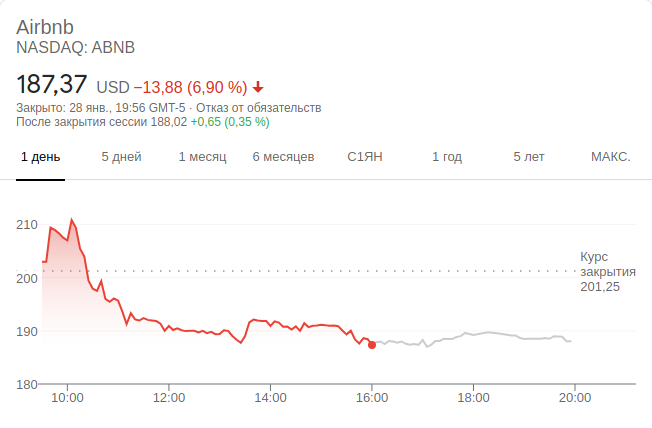 Airbnb
NASDAQ: ABNB
187,37 USD −13,88 (6,90 %)
Закрыто: 28 янв., 19:56 GMT-5 · Отказ от обязательств
После закрытия сессии 188,02 +0,65 (0,35 %)
1 день 5 дней 1 месяц 6 месяцев С1ЯН 1 год 5 лет МАКС.
210
Курс
закрытия
201,25
200
190
180
10:00 12:00 14:00 16:00 18:00 20:00